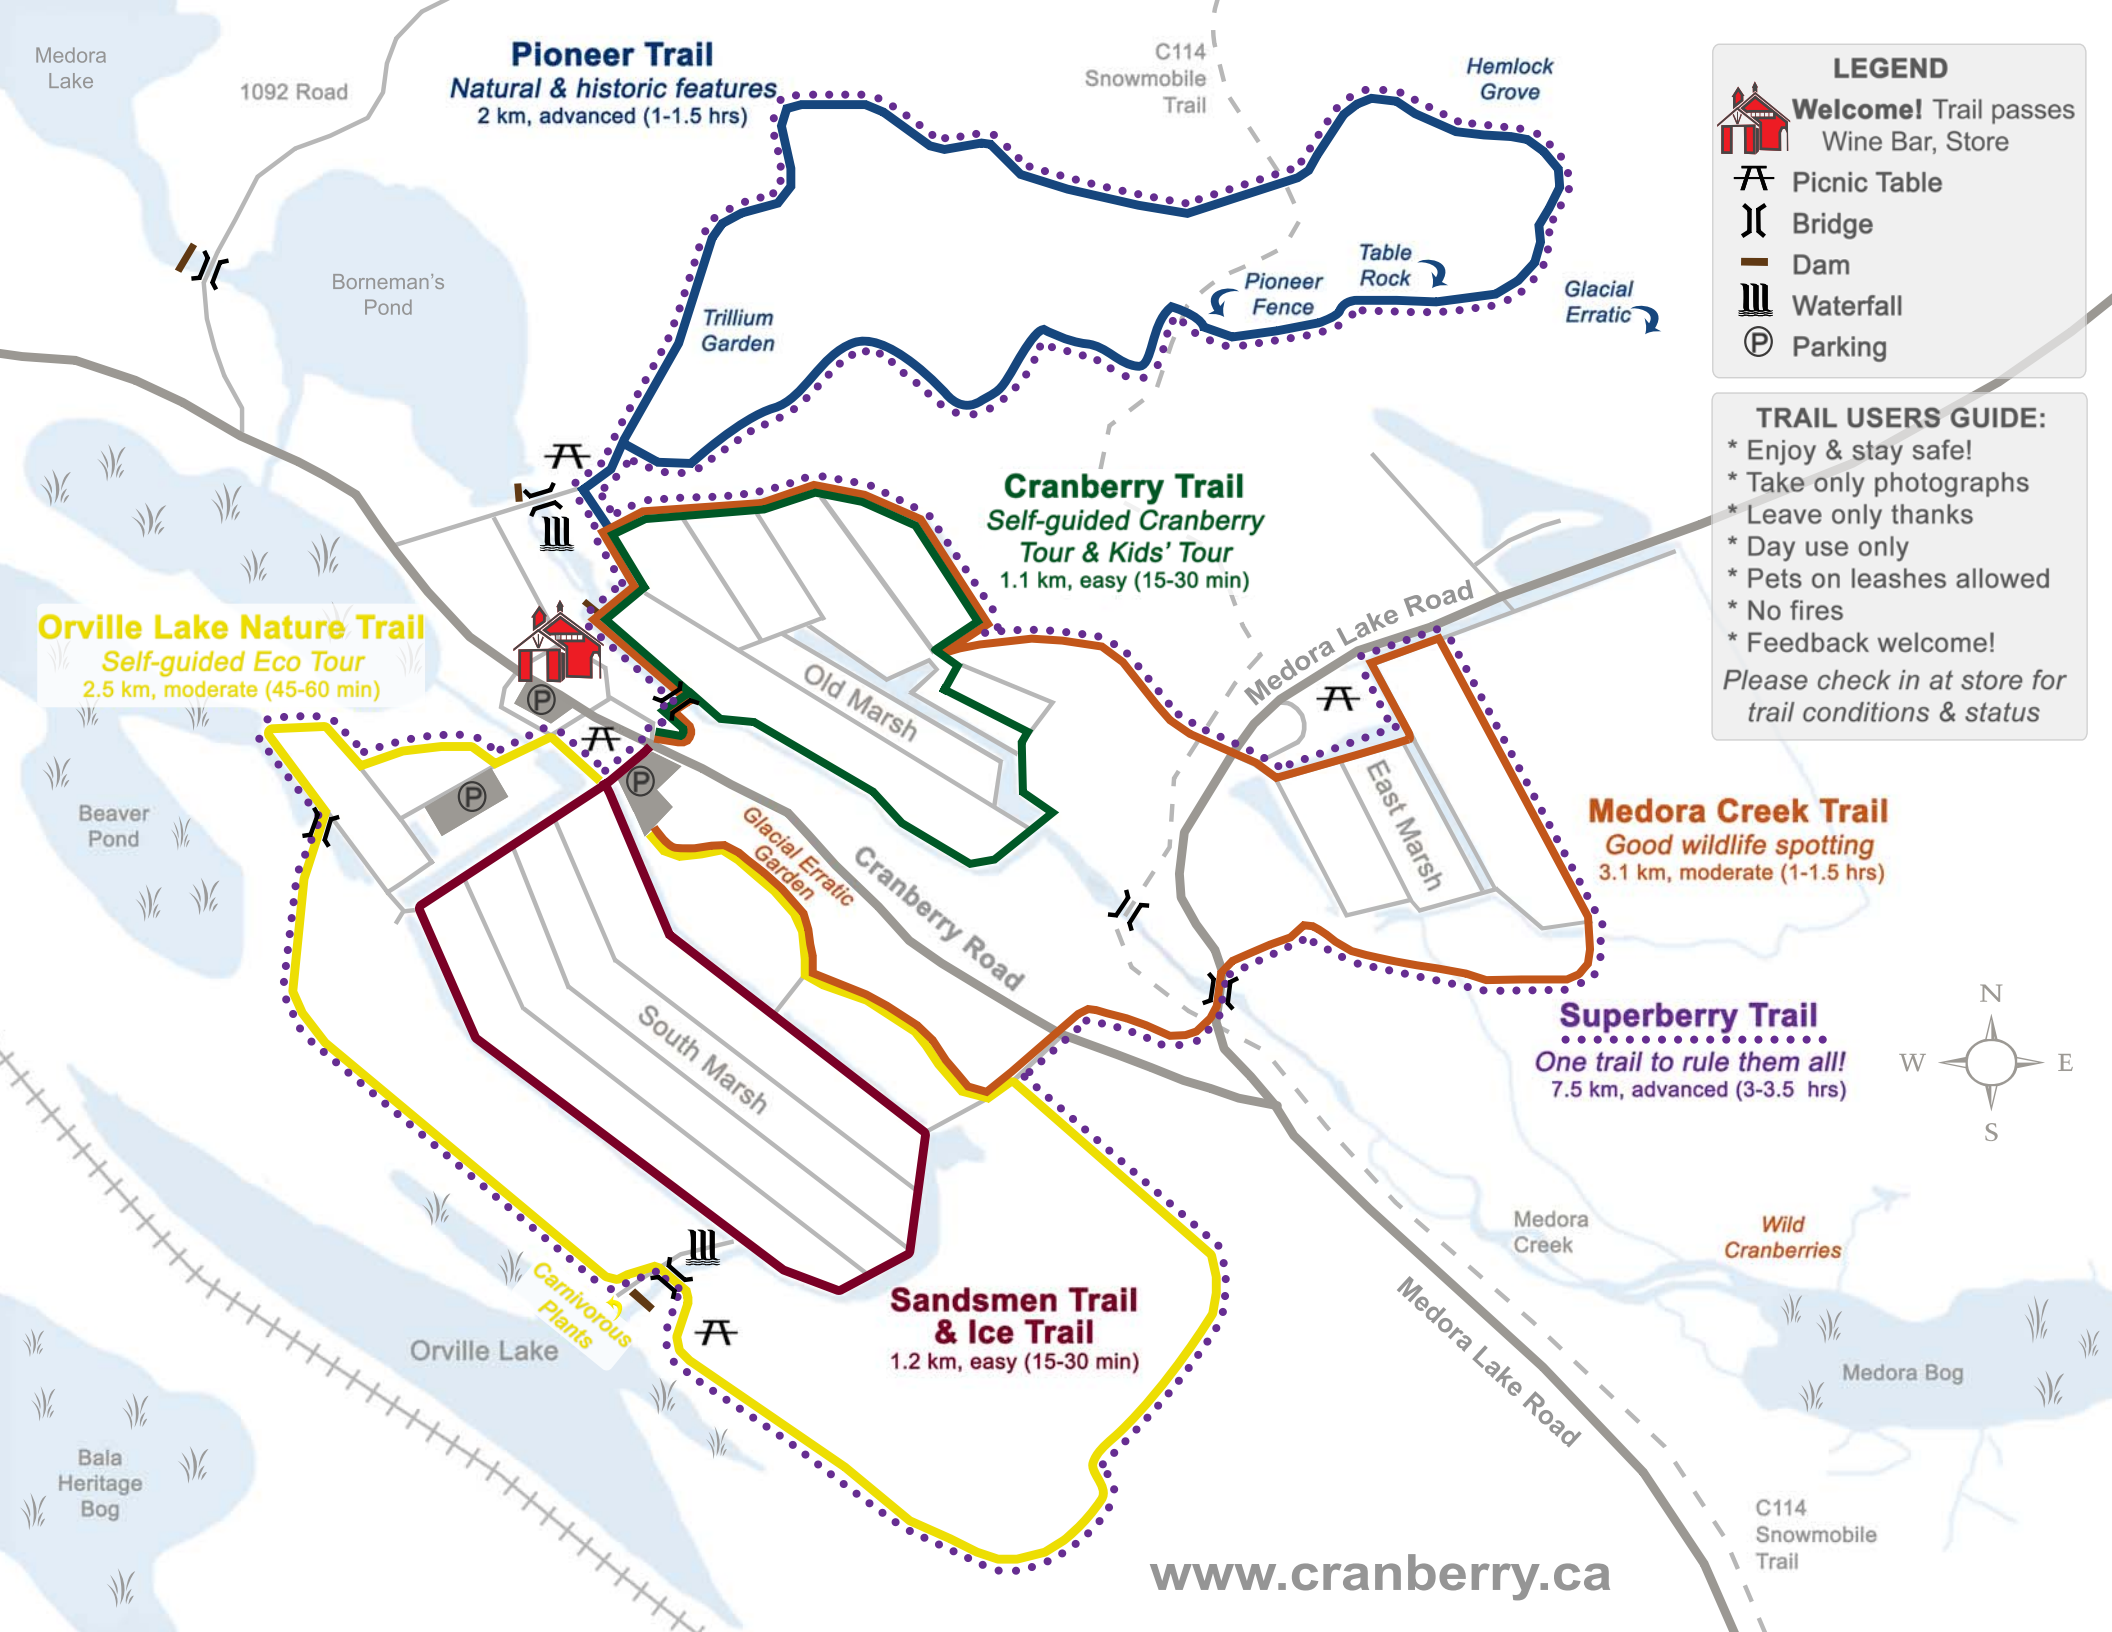 Medora
Lake
1092 Road
Pioneer Trail
Natural & historic features
2 km, advanced (1-1.5 hrs)
C114
Snowmobile
Trail
Hemlock
Grove
LEGEND
Welcome! Trail passes
Wine Bar, Store
Picnic Table
Bridge
Dam
Waterfall
P Parking
Borneman's
Pond
Trillium
Garden
Pioneer
Fence
Table
Rock
Glacial
Erratic
TRAIL USERS GUIDE:
* Enjoy & stay safe!
* Take only photographs
* Leave only thanks
* Day use only
* Pets on leashes allowed
* No fires
* Feedback welcome!
Please check in at store for
trail conditions & status
Cranberry Trail
Self-guided Cranberry
Tour & Kids' Tour
1.1 km, easy (15-30 min)
Medora Lake Road
Orville Lake Nature Trail
Self-guided Eco Tour
2.5 km, moderate (45-60 min)
P
Old Marsh
P
P
Beaver
Pond
Glacial Erratic
Garden
Cranberry Road
East Marsh
Medora Creek Trail
Good wildlife spotting
3.1 km, moderate (1-1.5 hrs)
South Marsh
Superberry Trail
One trail to rule them all!
7.5 km, advanced (3-3.5 hrs)
N
W E
S
Medora
Creek
Wild
Cranberries
Carnivorous
Plants
Orville Lake
Sandsmen Trail
& Ice Trail
1.2 km, easy (15-30 min)
Medora Lake Road
Medora Bog
Bala
Heritage
Bog
C114
Snowmobile
Trail
www.cranberry.ca